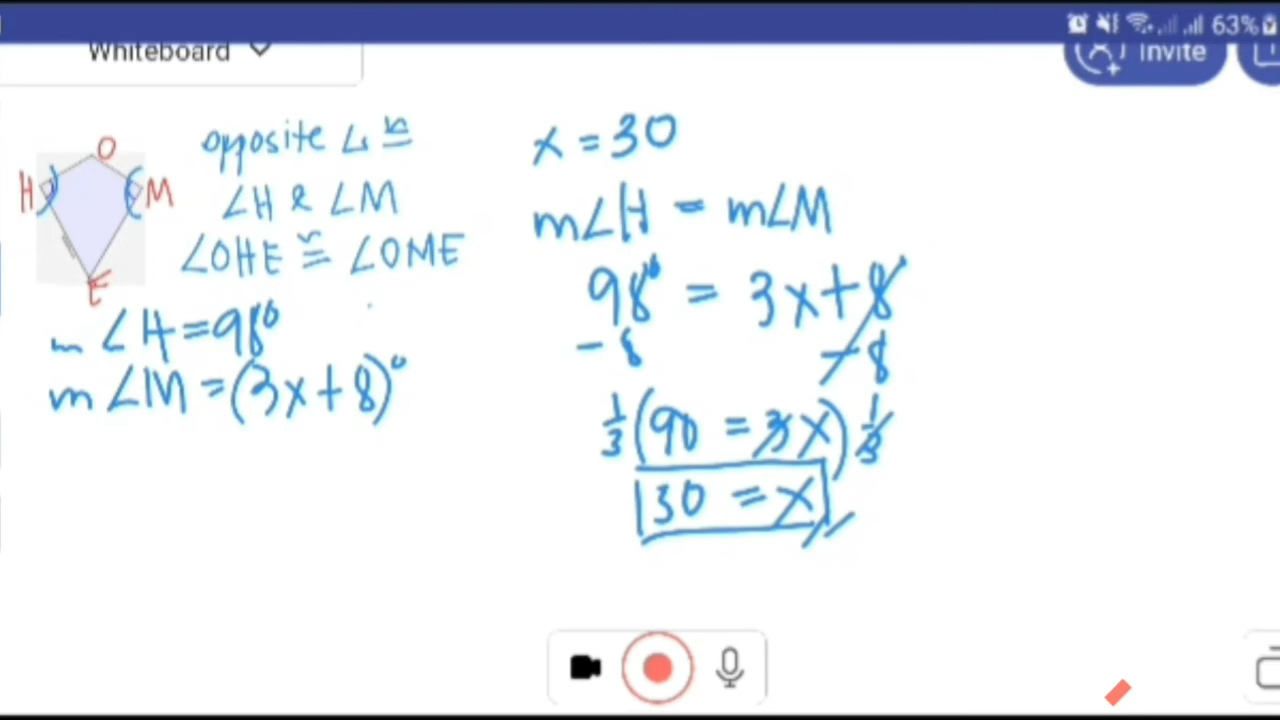 63%
Whiteboard
Invite
O
H
M
E
opposite ∠s ≅
∠H & ∠M
∠OHE ≅ ∠OME
m ∠H = 98°
m ∠M = (3x + 8)°
x = 30
m∠H = m∠M
98° = 3x + 8°
- 8 - 8
1/3 (90 = 3x) 1/3
30 = x